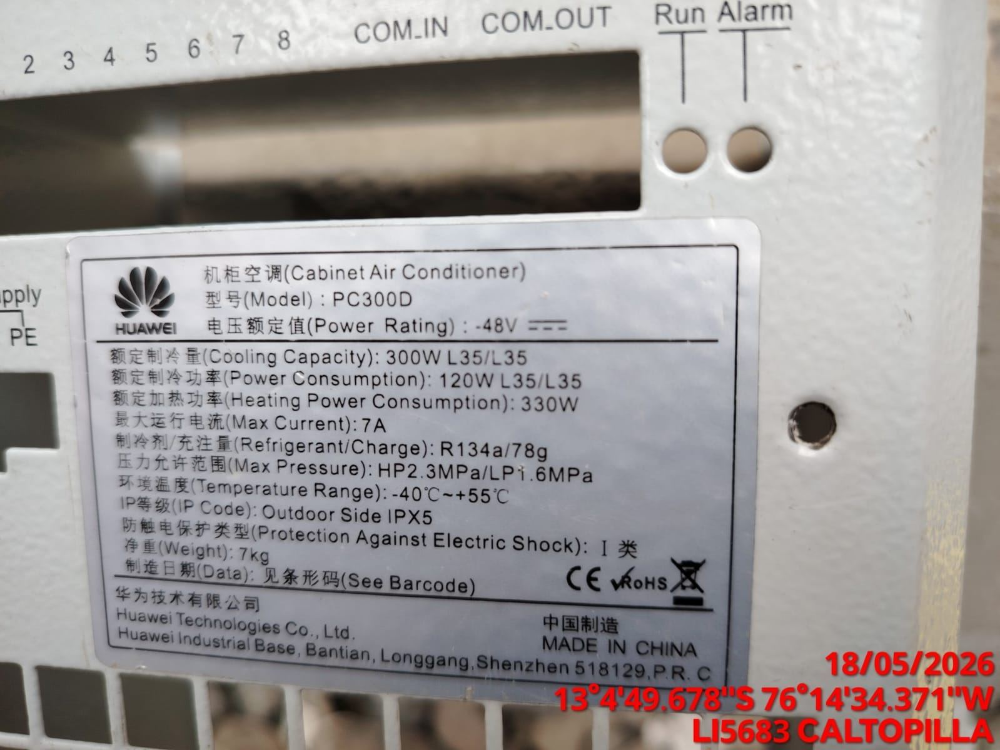 2 3 4 5 6 7 8 COM_IN COM_OUT Run Alarm
pply
PE
HUAWEI
机柜空调(Cabinet Air Conditioner)
型号(Model) : PC300D
电压额定值(Power Rating) : -48V
额定制冷量(Cooling Capacity): 300W L35/L35
额定制冷功率(Power Consumption): 120W L35/L35
额定加热功率(Heating Power Consumption): 330W
最大运行电流(Max Current): 7A
制冷剂/充注量(Refrigerant/Charge): R134a/78g
压力允许范围(Max Pressure): HP2.3MPa/LP1.6MPa
环境温度(Temperature Range): -40℃~+55℃
IP等级(IP Code): Outdoor Side IPX5
防触电保护类型(Protection Against Electric Shock): I 类
净重(Weight): 7kg
制造日期(Data): 见条形码(See Barcode)
CE RoHS
华为技术有限公司
Huawei Technologies Co., Ltd.
Huawei Industrial Base, Bantian, Longgang,Shenzhen 518129,P.R. C
中国制造
MADE IN CHINA
18/05/2026
13°4'49.678"S 76°14'34.371"W
LI5683 CALTOPILLA